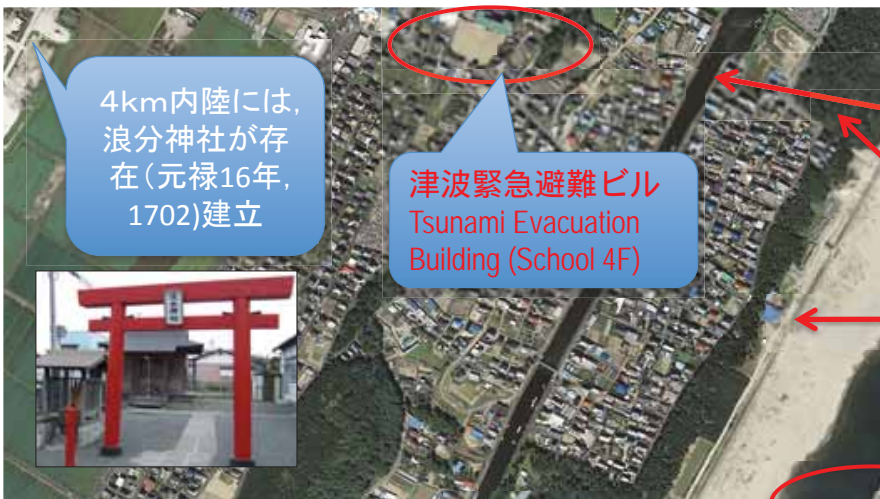 4km内陸には,
浪分神社が存
在(元禄16年,
1702)建立
津波緊急避難ビル
Tsunami Evacuation
Building (School 4F)